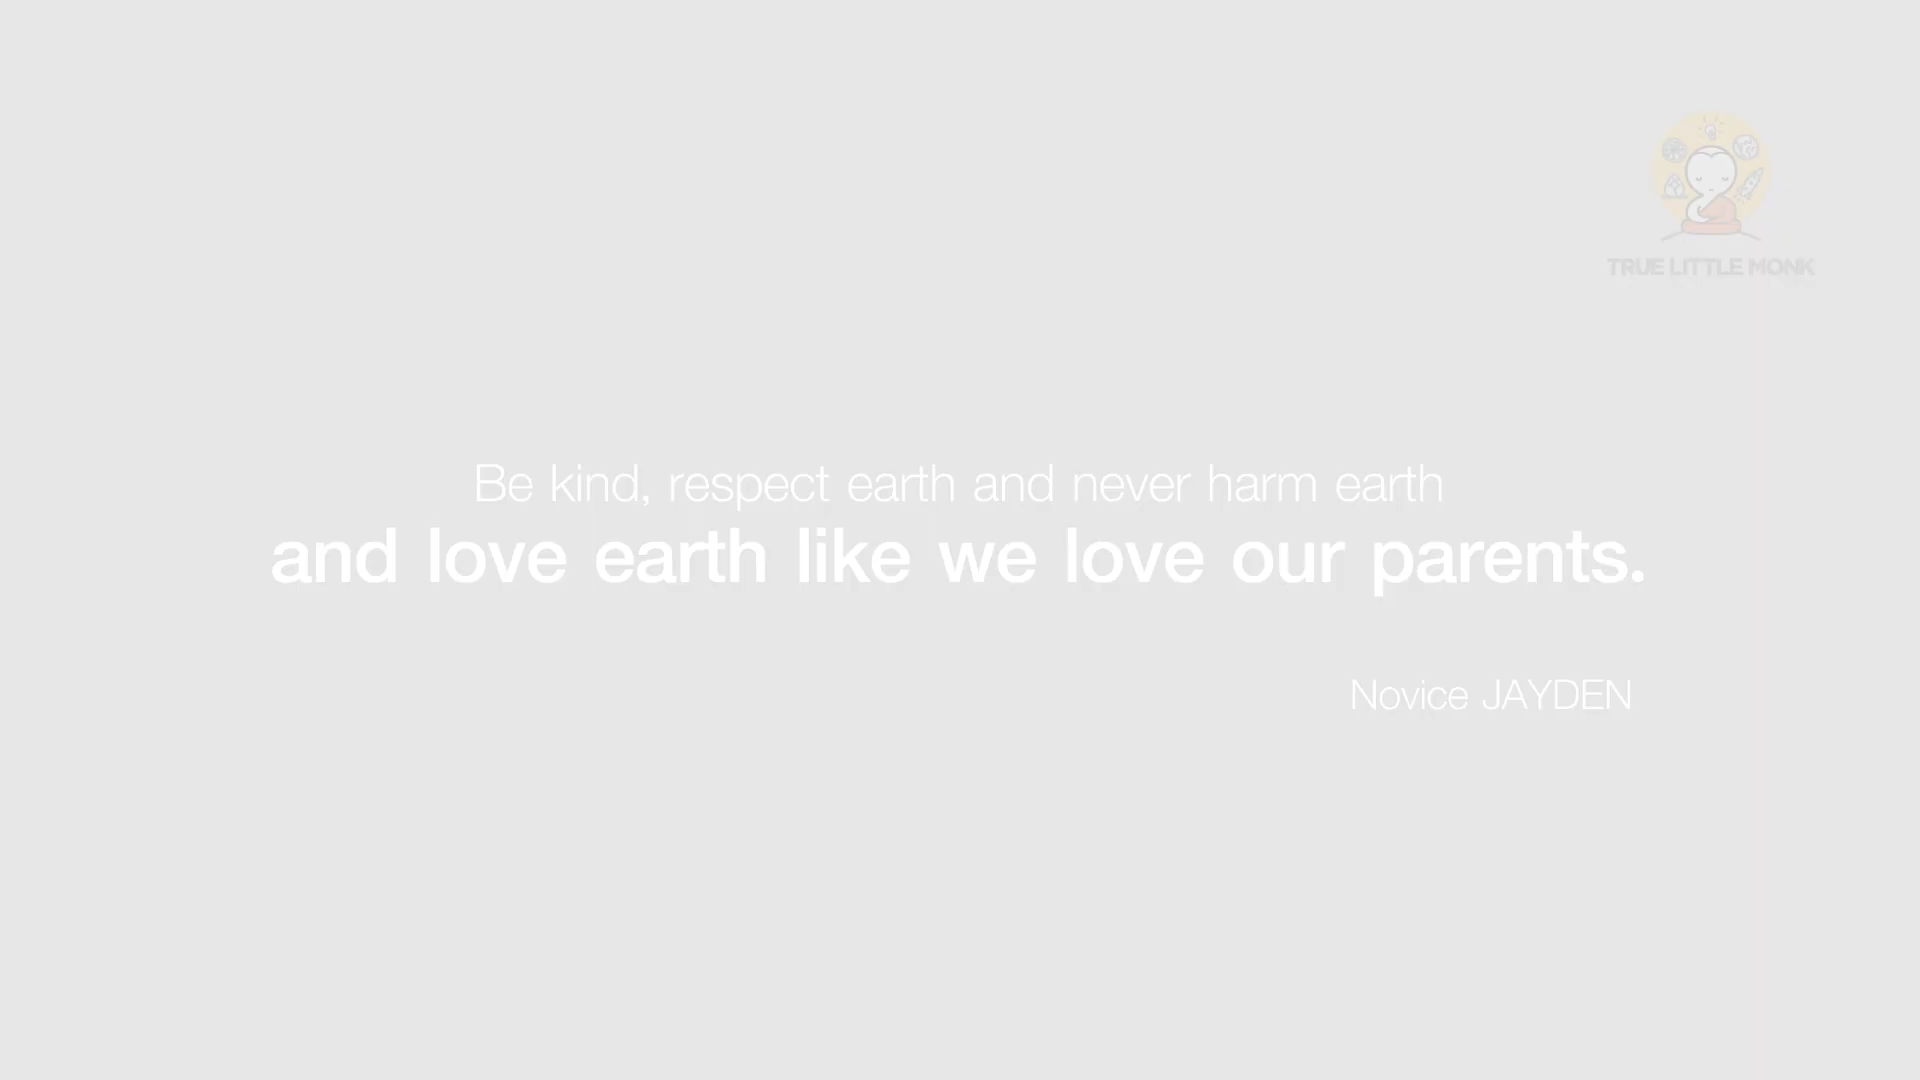 TRUE LITTLE MONK
Be kind, respect earth and never harm earth
and love earth like we love our parents.
Novice JAYDEN